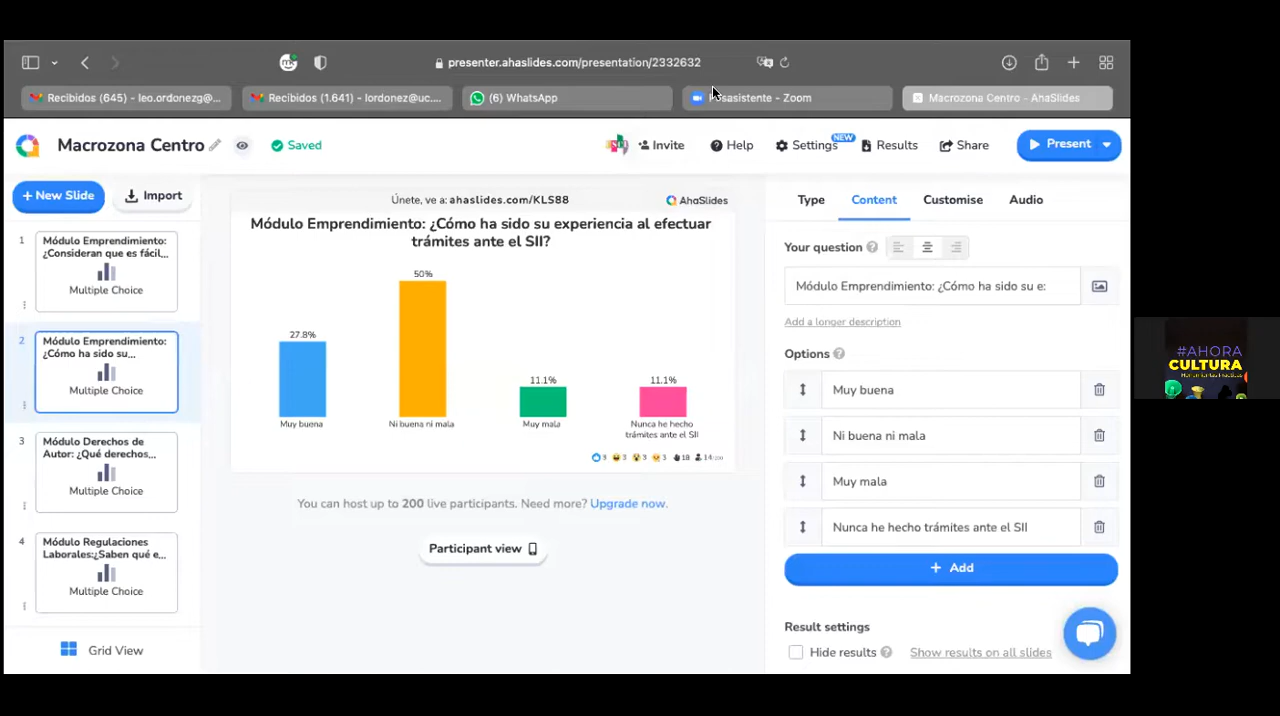 presenter.ahaslides.com/presentation/2332632
Recibidos (645) - leo.ordonezg@...
Recibidos (1.641) - lordonez@uc....
(6) WhatsApp
Posasistente - Zoom
Macrozona Centro - AhaSlides
Macrozona Centro
Saved
Invite
Help
Settings
NEW
Results
Share
Present
+ New Slide
Import
1
Módulo Emprendimiento:
¿Consideran que es fácil...
Multiple Choice
2
Módulo Emprendimiento:
¿Cómo ha sido su...
Multiple Choice
3
Módulo Derechos de
Autor: ¿Qué derechos...
Multiple Choice
4
Módulo Regulaciones
Laborales:¿Saben qué e...
Multiple Choice
Grid View
Únete, ve a: ahaslides.com/KLS88
AhaSlides
Módulo Emprendimiento: ¿Cómo ha sido su experiencia al efectuar
trámites ante el SII?
27.8%
50%
11.1%
11.1%
Muy buena
Ni buena ni mala
Muy mala
Nunca he hecho
trámites ante el SII
3
3
3
3
18
You can host up to 200 live participants. Need more? Upgrade now.
Participant view
Type
Content
Customise
Audio
Your question
Módulo Emprendimiento: ¿Cómo ha sido su e:
Add a longer description
Options
Muy buena
Ni buena ni mala
Muy mala
Nunca he hecho trámites ante el SII
+ Add
Result settings
Hide results
Show results on all slides
#AHORA
CULTURA